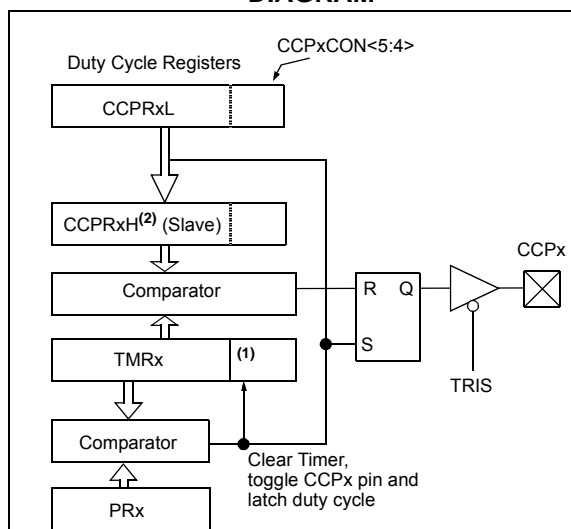 DIAGRAM
CCPxCON<5:4>
Duty Cycle Registers
CCPRxL
CCPRxH(2) (Slave)
CCPx
Comparator
R Q
TMRx (1)
S
TRIS
Comparator
Clear Timer,
toggle CCPx pin and
latch duty cycle
PRx